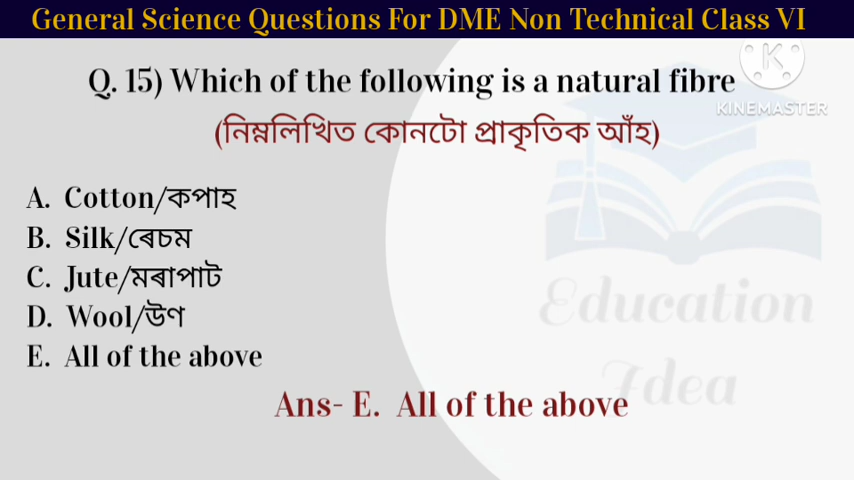 General Science Questions For DME Non Technical Class VI
Q. 15) Which of the following is a natural fibre
(নিম্নলিখিত কোনটো প্ৰাকৃতিক আঁহ)
KINEMASTER
A. Cotton/কপাহ
B. Silk/ৰেচম
C. Jute/মৰাপাট
D. Wool/উণ
E. All of the above
Ans- E. All of the above
Education
Idea